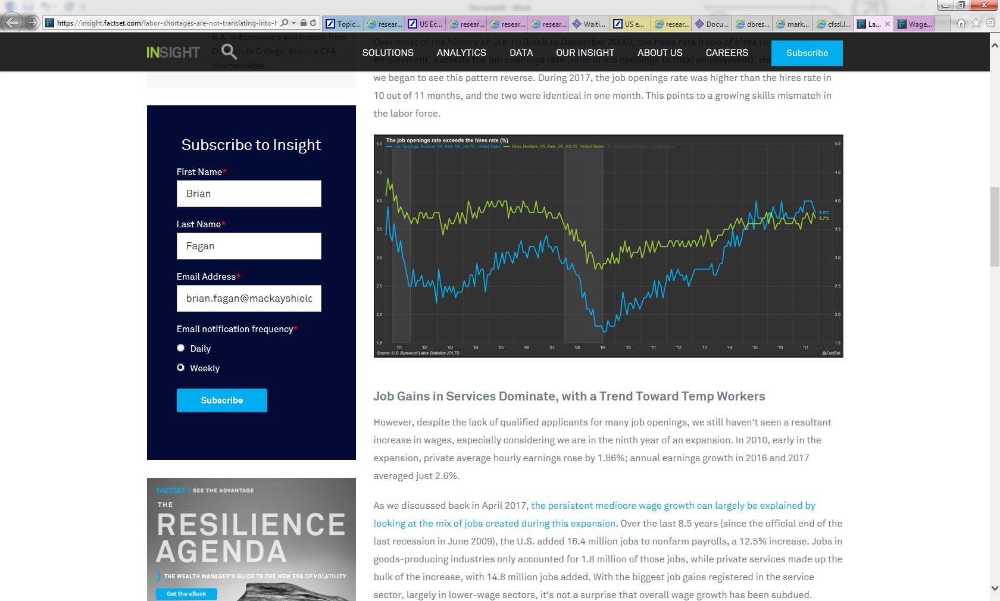 Document1 - Word
https://insight.factset.com/labor-shortages-are-not-translating-into-h
Topic...
resear...
US Ec...
resear...
resear...
resear...
Waiti...
US e...
resear...
Docu...
dbres...
mark...
cfssl.l...
La...
Wage...
INSIGHT
SOLUTIONS
ANALYTICS
DATA
OUR INSIGHT
ABOUT US
CAREERS
Subscribe
B.A. in Economics and French from
Dartmouth College. She is a CFA
charterholder.
Over most of the history of JOLTS (back to December 2000), the hires rate (ratio of hires to total
employment) exceeds the job openings rate (ratio of job openings to total employment).
we began to see this pattern reverse. During 2017, the job openings rate was higher than the hires rate in
10 out of 11 months, and the two were identical in one month. This points to a growing skills mismatch in
the labor force.
Subscribe to Insight
First Name*
Brian
Last Name*
Fagan
Email Address*
brian.fagan@mackayshield
Email notification frequency*
Daily
Weekly
Subscribe
The job openings rate exceeds the hires rate (%)
Job Openings, Nonfarm, US, Rate, SA, JOLTS - United States
Hires, Nonfarm, US, Rate, SA, JOLTS - United States
Recession Periods - United States
5.0 5.0
4.5 4.5
4.0 4.0
3.8%
3.7%
3.5 3.5
3.0 3.0
2.5 2.5
2.0 2.0
1.5 1.5
'01 '02 '03 '04 '05 '06 '07 '08 '09 '10 '11 '12 '13 '14 '15 '16 '17
Source: U.S. Bureau of Labor Statistics JOLTS
@FactSet
Job Gains in Services Dominate, with a Trend Toward Temp Workers
However, despite the lack of qualified applicants for many job openings, we still haven't seen a resultant
increase in wages, especially considering we are in the ninth year of an expansion. In 2010, early in the
expansion, private average hourly earnings rose by 1.86%; annual earnings growth in 2016 and 2017
averaged just 2.6%.
As we discussed back in April 2017, the persistent mediocre wage growth can largely be explained by
looking at the mix of jobs created during this expansion. Over the last 8.5 years (since the official end of the
last recession in June 2009), the U.S. added 16.4 million jobs to nonfarm payrolls, a 12.5% increase. Jobs in
goods-producing industries only accounted for 1.8 million of those jobs, while private services made up the
bulk of the increase, with 14.8 million jobs added. With the biggest job gains registered in the service
sector, largely in lower-wage sectors, it's not a surprise that overall wage growth has been subdued.
FACTSET SEE THE ADVANTAGE
THE
RESILIENCE
AGENDA
THE WEALTH MANAGER'S GUIDE TO THE NEW ERA OF VOLATILITY
Get the eBook